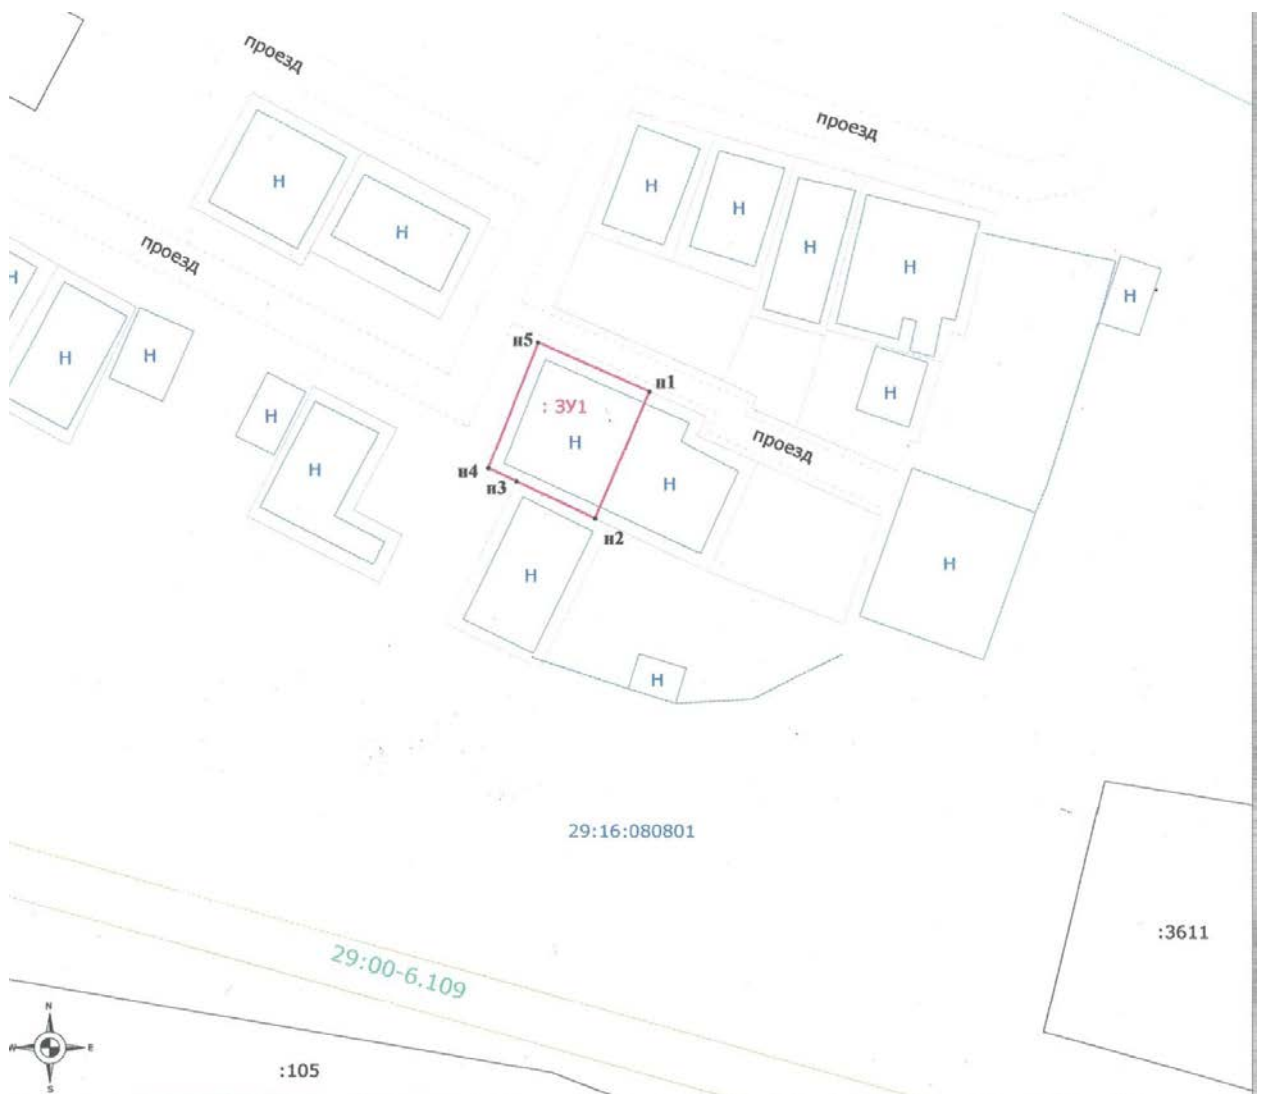 проезд
проезд
Н
Н
Н
Н
Н
проезд
Н
Н
Н
Н
Н
Н
Н
Н
Н
н5
н1
: ЗУ1
Н
проезд
н4
н3
Н
н2
Н
Н
Н
29:16:080801
:3611
29:00-6.109
N
W
E
S
:105